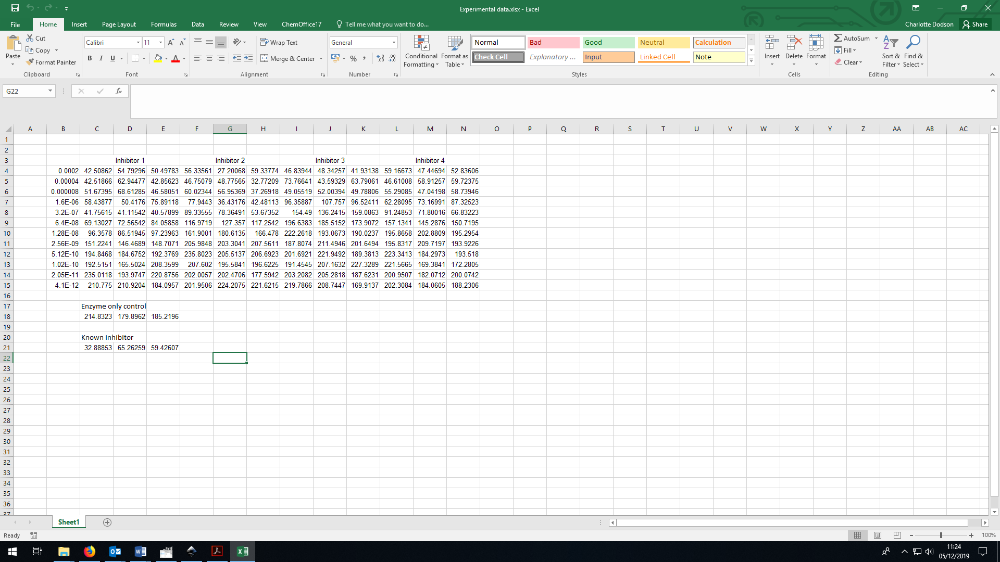 Experimental data.xlsx - Excel
File Home Insert Page Layout Formulas Data Review View ChemOffice17 Tell me what you want to do... Charlotte Dodson Share
Paste Cut Copy Format Painter Clipboard
Calibri 11 B I U Font
Wrap Text Merge & Center Alignment
General % , Number
Conditional Formatting Format as Table
Normal Bad Good Neutral Calculation
Check Cell Explanatory ... Input Linked Cell Note
Styles
Insert Delete Format Cells
AutoSum Fill Clear Sort & Filter Find & Select Editing
G22 fx
A B C D E F G H I J K L M N O P Q R S T U V W X Y Z AA AB AC
1
2
3 Inhibitor 1 Inhibitor 2 Inhibitor 3 Inhibitor 4
4 0.0002 42.50862 54.79296 50.49783 56.33561 27.20068 59.33774 46.83944 48.34257 41.93138 59.16673 47.44694 52.83606
5 0.00004 42.51866 62.94477 42.85623 46.75079 48.77565 32.77209 73.76641 43.59329 63.79061 46.61008 58.91257 59.72375
6 0.000008 51.67395 68.61285 46.58051 60.02344 56.95369 37.26918 49.05519 52.00394 49.78806 55.29085 47.04198 58.73946
7 1.6E-06 58.43877 50.4176 75.89118 77.9443 36.43176 42.48113 96.35887 107.757 96.52411 62.28095 73.16991 87.32523
8 3.2E-07 41.75615 41.11542 40.57899 89.33555 78.36491 53.67352 154.49 136.2415 159.0863 91.24853 71.80016 66.83223
9 6.4E-08 69.13027 72.56542 84.05858 116.9719 127.357 117.2542 196.6383 185.5152 173.9072 157.1341 145.2876 150.7195
10 1.28E-08 96.3578 86.51945 97.23963 161.9001 180.6135 166.478 222.2618 193.0673 190.0237 195.8658 202.8809 195.2954
11 2.56E-09 151.2241 146.4689 148.7071 205.9848 203.3041 207.5611 187.8074 211.4946 201.6494 195.8317 209.7197 193.9226
12 5.12E-10 194.8468 184.6752 192.3769 235.8023 205.5137 206.6923 201.6921 221.9492 189.3813 223.3413 184.2973 193.518
13 1.02E-10 192.5151 165.5024 208.3599 207.602 195.5841 196.6225 191.4545 207.1632 227.3289 221.5665 169.3841 172.2805
14 2.05E-11 235.0118 193.9747 220.8756 202.0057 202.4706 177.5942 203.2082 205.2818 187.6231 200.9507 182.0712 200.0742
15 4.1E-12 210.775 210.9204 184.0957 201.9506 224.2075 221.6215 219.7866 208.7447 169.9137 202.3084 184.0605 188.2306
16
17 Enzyme only control
18 214.8323 179.8962 185.2196
19
20 Known inhibitor
21 32.88853 65.26259 59.42607
22
23
24
25
26
27
28
29
30
31
32
33
34
35
36
37
Sheet1
Ready 100%
11:24
05/12/2019